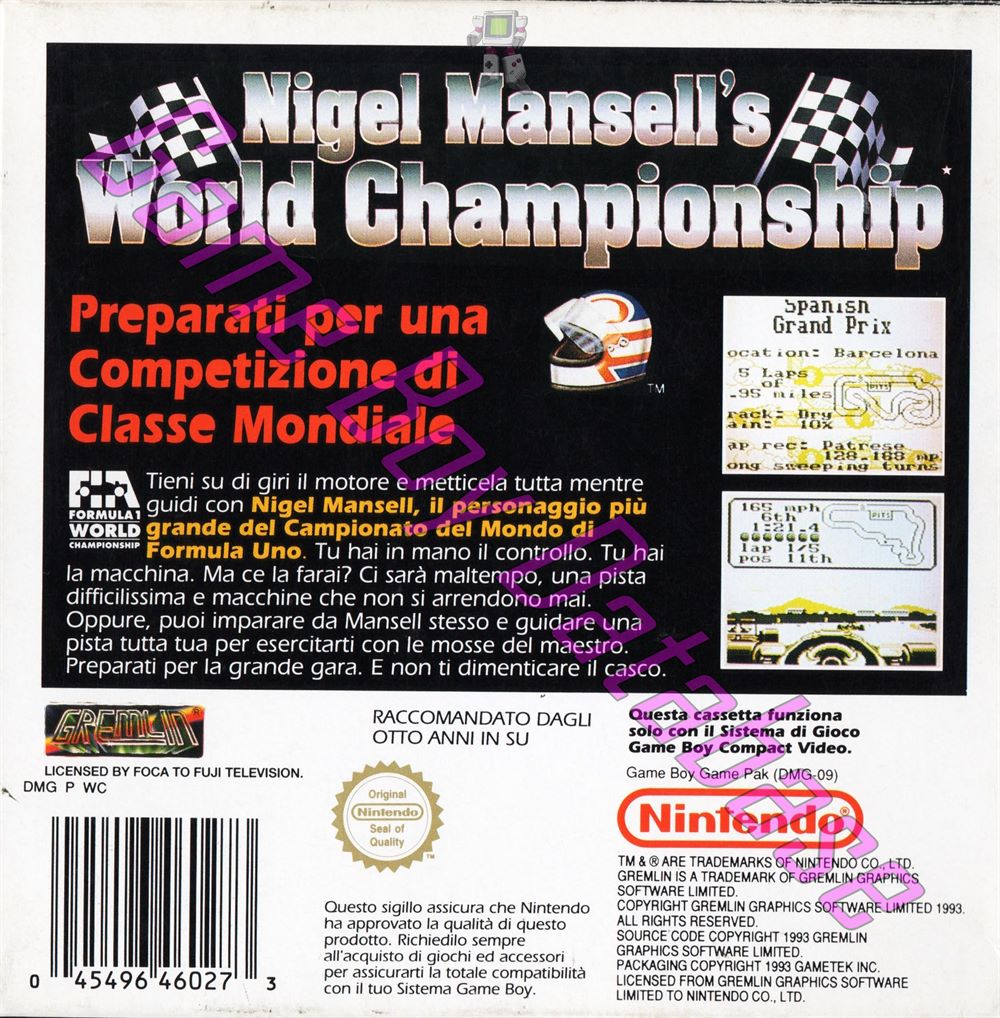 Nigel Mansell's
World Championship
Preparati per una
Competizione di
Classe Mondiale
TM
Spanish
Grand Prix
ocation: Barcelona
5 Laps
of
.95 miles
PITS
rack: Dry
ain: 10%
ap rec: Patrese
128.188 mp
ong sweeping turns
FIA
FORMULA 1
WORLD
CHAMPIONSHIP
Tieni su di giri il motore e metticela tutta mentre
guidi con Nigel Mansell, il personaggio più
grande del Campionato del Mondo di
Formula Uno. Tu hai in mano il controllo. Tu hai
la macchina. Ma ce la farai? Ci sarà maltempo, una pista
difficilissima e macchine che non si arrendono mai.
Oppure, puoi imparare da Mansell stesso e guidare una
pista tutta tua per esercitarti con le mosse del maestro.
Preparati per la grande gara. E non ti dimenticare il casco.
165 mph
6th
1:21.4
lap 1/5
pos 11th
PITS
GREMLIN®
LICENSED BY FOCA TO FUJI TELEVISION.
DMG P WC
RACCOMANDATO DAGLI
OTTO ANNI IN SU
Questa cassetta funziona
solo con il Sistema di Gioco
Game Boy Compact Video.
Game Boy Game Pak (DMG-09)
Original
Nintendo
Seal of
Quality
TM
Nintendo®
TM & ® ARE TRADEMARKS OF NINTENDO CO., LTD.
GREMLIN IS A TRADEMARK OF GREMLIN GRAPHICS
SOFTWARE LIMITED.
COPYRIGHT GREMLIN GRAPHICS SOFTWARE LIMITED 1993.
ALL RIGHTS RESERVED.
SOURCE CODE COPYRIGHT 1993 GREMLIN
GRAPHICS SOFTWARE LIMITED.
PACKAGING COPYRIGHT 1993 GAMETEK INC.
LICENSED FROM GREMLIN GRAPHICS SOFTWARE
LIMITED TO NINTENDO CO., LTD.
Questo sigillo assicura che Nintendo
ha approvato la qualità di questo
prodotto. Richiedilo sempre
all'acquisto di giochi ed accessori
per assicurarti la totale compatibilità
con il tuo Sistema Game Boy.
0 45496 46027 3
Game Boy Database